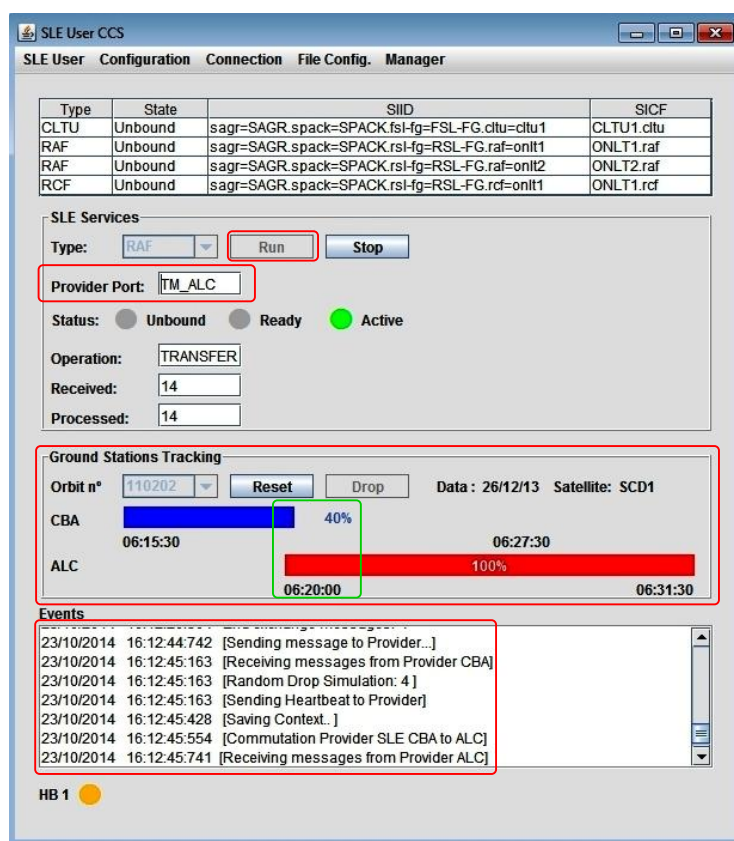 SLE User CCS
SLE User Configuration Connection File Config. Manager
Type State SIID SICF
CLTU Unbound sagr=SAGR.spack=SPACK.fsl-fg=FSL-FG.cltu=cltu1 CLTU1.cltu
RAF Unbound sagr=SAGR.spack=SPACK.rsl-fg=RSL-FG.raf=onlt1 ONLT1.raf
RAF Unbound sagr=SAGR.spack=SPACK.rsl-fg=RSL-FG.raf=onlt2 ONLT2.raf
RCF Unbound sagr=SAGR.spack=SPACK.rsl-fg=RSL-FG.rcf=onlt1 ONLT1.rcf
SLE Services
Type: RAF Run Stop
Provider Port: TM_ALC
Status: Unbound Ready Active
Operation: TRANSFER
Received: 14
Processed: 14
Ground Stations Tracking
Orbit nº 110202 Reset Drop Data : 26/12/13 Satellite: SCD1
CBA 40%
06:15:30 06:27:30
ALC 100%
06:20:00 06:31:30
Events
23/10/2014 16:12:44:742 [Sending message to Provider...]
23/10/2014 16:12:45:163 [Receiving messages from Provider CBA]
23/10/2014 16:12:45:163 [Random Drop Simulation: 4 ]
23/10/2014 16:12:45:163 [Sending Heartbeat to Provider]
23/10/2014 16:12:45:428 [Saving Context.. ]
23/10/2014 16:12:45:554 [Commutation Provider SLE CBA to ALC]
23/10/2014 16:12:45:741 [Receiving messages from Provider ALC]
HB 1